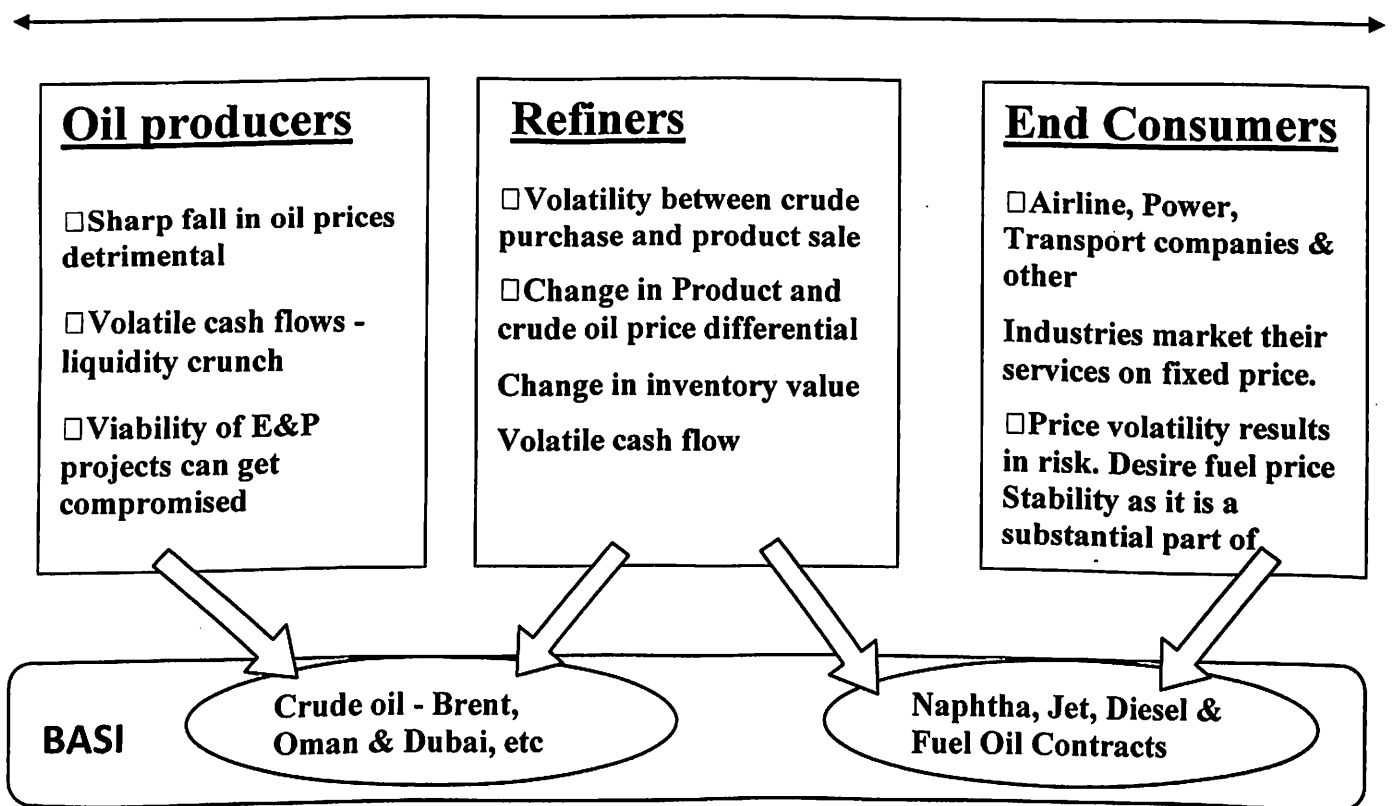 Oil producers
□Sharp fall in oil prices
detrimental
□Volatile cash flows -
liquidity crunch
□Viability of E&P
projects can get
compromised
Refiners
□Volatility between crude
purchase and product sale
□Change in Product and
crude oil price differential
Change in inventory value
Volatile cash flow
End Consumers
□Airline, Power,
Transport companies &
other
Industries market their
services on fixed price.
□Price volatility results
in risk. Desire fuel price
Stability as it is a
substantial part of
BASI
Crude oil - Brent,
Oman & Dubai, etc
Naphtha, Jet, Diesel &
Fuel Oil Contracts